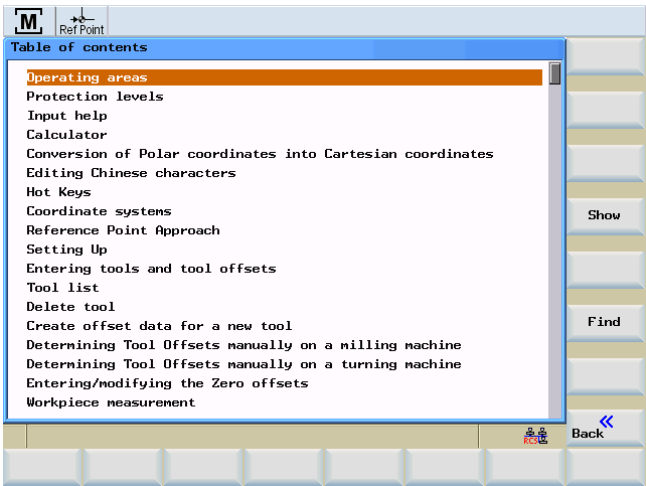 M
Ref Point
Table of contents
Operating areas
Protection levels
Input help
Calculator
Conversion of Polar coordinates into Cartesian coordinates
Editing Chinese characters
Hot Keys
Coordinate systems
Reference Point Approach
Setting Up
Entering tools and tool offsets
Tool list
Delete tool
Create offset data for a new tool
Determining Tool Offsets manually on a milling machine
Determining Tool Offsets manually on a turning machine
Entering/modifying the Zero offsets
Workpiece measurement
Show
Find
RCS
Back